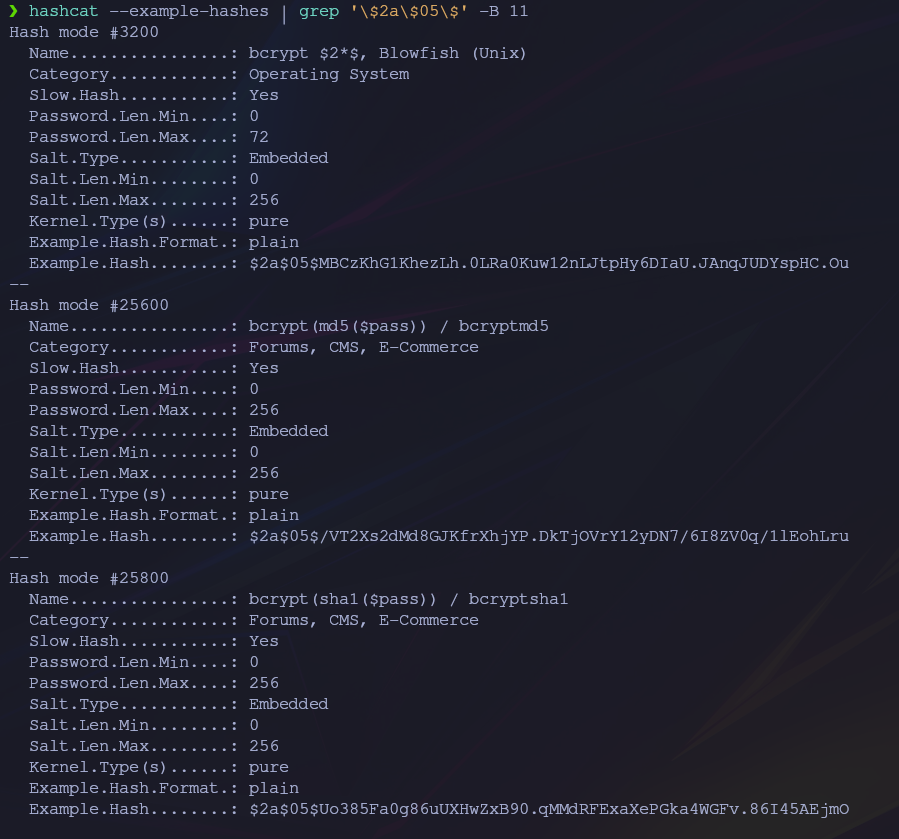 ❯ hashcat --example-hashes | grep '\$2a\$05\$' -B 11
Hash mode #3200
  Name................: bcrypt $2*$, Blowfish (Unix)
  Category............: Operating System
  Slow.Hash...........: Yes
  Password.Len.Min....: 0
  Password.Len.Max....: 72
  Salt.Type...........: Embedded
  Salt.Len.Min........: 0
  Salt.Len.Max........: 256
  Kernel.Type(s)......: pure
  Example.Hash.Format.: plain
  Example.Hash........: $2a$05$MBCzKhG1KhezLh.0LRa0Kuw12nLJtpHy6DIaU.JAnqJUDYspHC.Ou
--
Hash mode #25600
  Name................: bcrypt(md5($pass)) / bcryptmd5
  Category............: Forums, CMS, E-Commerce
  Slow.Hash...........: Yes
  Password.Len.Min....: 0
  Password.Len.Max....: 256
  Salt.Type...........: Embedded
  Salt.Len.Min........: 0
  Salt.Len.Max........: 256
  Kernel.Type(s)......: pure
  Example.Hash.Format.: plain
  Example.Hash........: $2a$05$/VT2Xs2dMd8GJKfrXhjYP.DkTjOVrY12yDN7/6I8ZV0q/1lEohLru
--
Hash mode #25800
  Name................: bcrypt(sha1($pass)) / bcryptsha1
  Category............: Forums, CMS, E-Commerce
  Slow.Hash...........: Yes
  Password.Len.Min....: 0
  Password.Len.Max....: 256
  Salt.Type...........: Embedded
  Salt.Len.Min........: 0
  Salt.Len.Max........: 256
  Kernel.Type(s)......: pure
  Example.Hash.Format.: plain
  Example.Hash........: $2a$05$Uo385Fa0g86uUXHwZxB90.qMMdRFExaXePGka4WGFv.86I45AEjmO